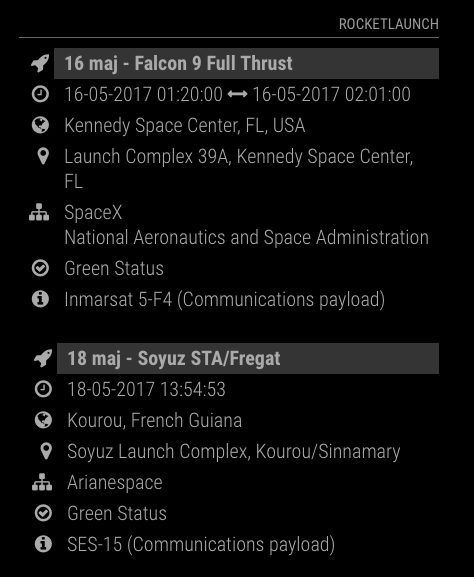 ROCKETLAUNCH
16 maj - Falcon 9 Full Thrust
16-05-2017 01:20:00 ↔ 16-05-2017 02:01:00
Kennedy Space Center, FL, USA
Launch Complex 39A, Kennedy Space Center,
FL
SpaceX
National Aeronautics and Space Administration
Green Status
Inmarsat 5-F4 (Communications payload)
18 maj - Soyuz STA/Fregat
18-05-2017 13:54:53
Kourou, French Guiana
Soyuz Launch Complex, Kourou/Sinnamary
Arianespace
Green Status
SES-15 (Communications payload)